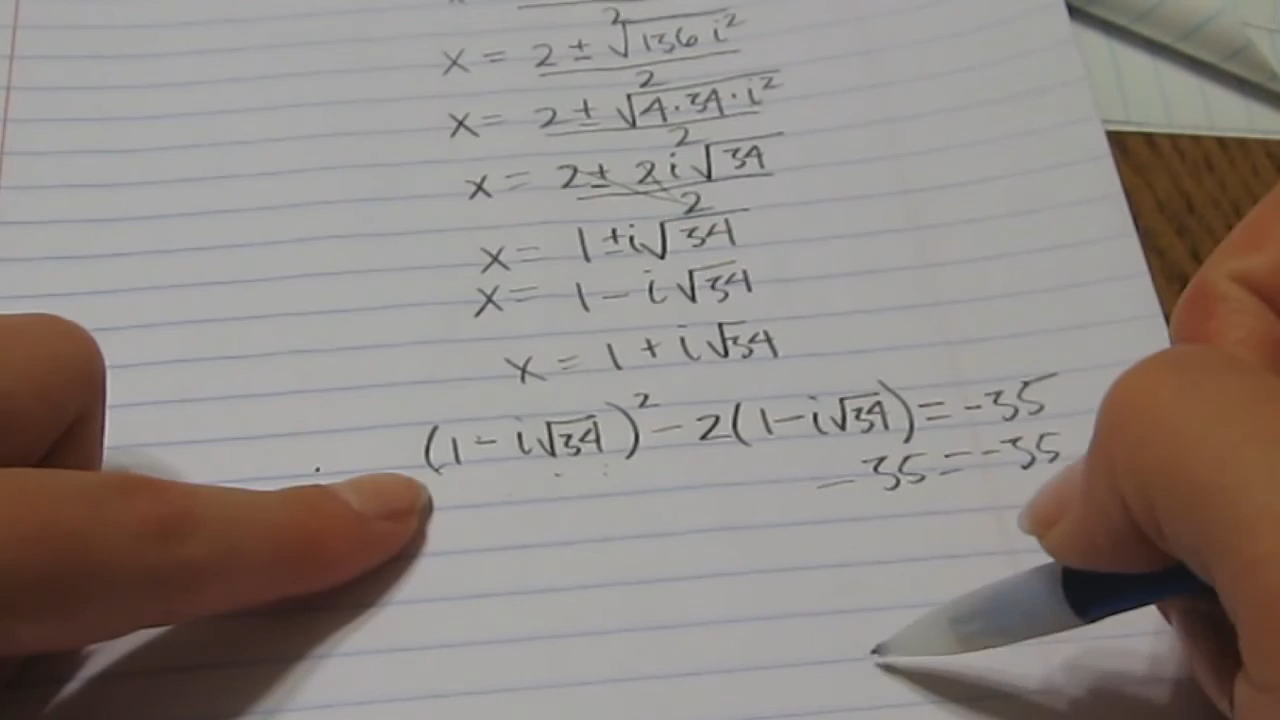 x = 2 ± √136 i²
2
x = 2 ± √4·34·i²
2
x = 2 ± 2i√34
2
x = 1 ± i√34
x = 1 - i√34
x = 1 + i√34
(1 - i√34)² - 2(1 - i√34) = -35
-35 = -35